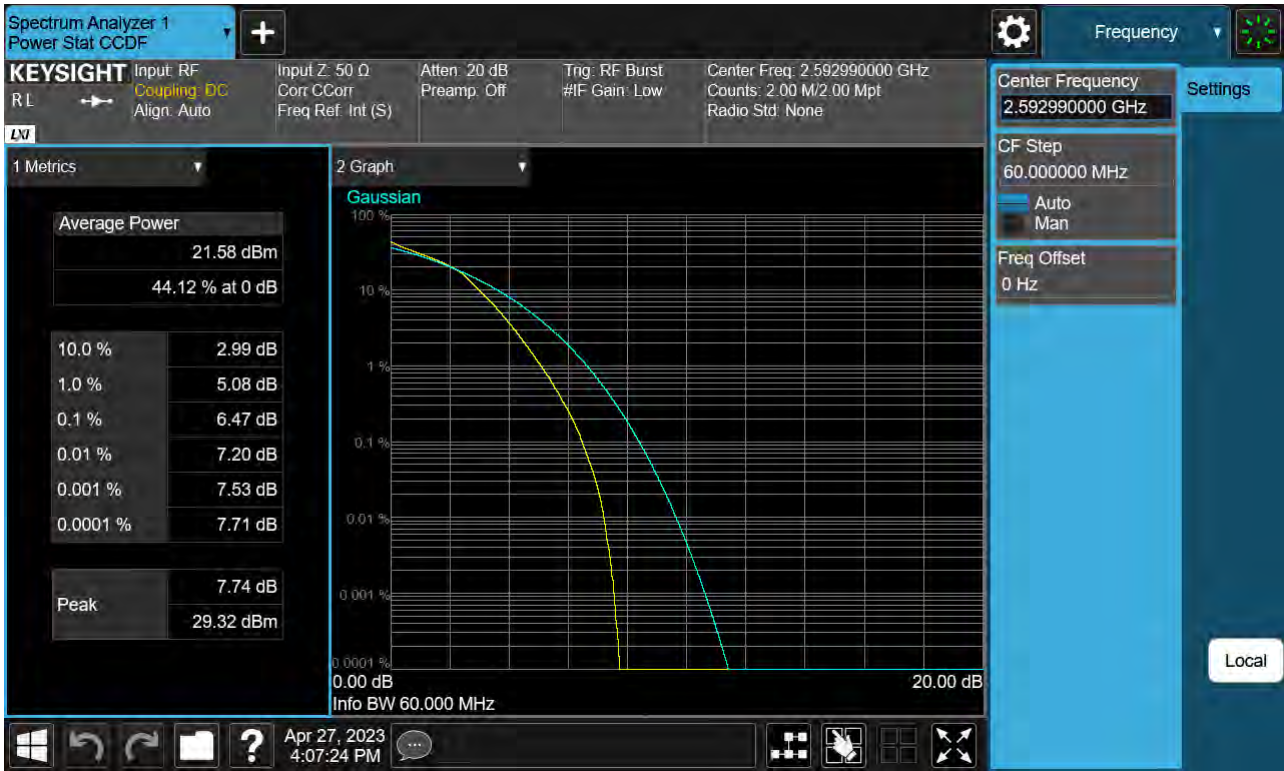 Spectrum Analyzer 1
Power Stat CCDF
Frequency
KEYSIGHT
RL
LXI
Input: RF
Coupling: DC
Align: Auto
Input Z: 50 Ω
Corr CCorr
Freq Ref: Int (S)
Atten: 20 dB
Preamp: Off
Trig: RF Burst
#IF Gain: Low
Center Freq: 2.592990000 GHz
Counts: 2.00 M/2.00 Mpt
Radio Std: None
Center Frequency
2.592990000 GHz
Settings
CF Step
60.000000 MHz
Auto
Man
Freq Offset
0 Hz
1 Metrics
Average Power
21.58 dBm
44.12 % at 0 dB
10.0 % 2.99 dB
1.0 % 5.08 dB
0.1 % 6.47 dB
0.01 % 7.20 dB
0.001 % 7.53 dB
0.0001 % 7.71 dB
Peak
7.74 dB
29.32 dBm
2 Graph
Gaussian
100 %
10 %
1 %
0.1 %
0.01 %
0.001 %
0.0001 %
0.00 dB
20.00 dB
Info BW 60.000 MHz
Local
?
Apr 27, 2023
4:07:24 PM